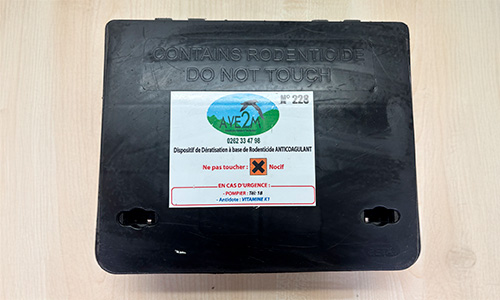 CONTAINS RODENTICIDE
DO NOT TOUCH
N° 228
AVE2M
0262 33 47 98
Dispositif de Dératisation à base de Rodenticide ANTICOAGULANT
Ne pas toucher : Nocif
EN CAS D'URGENCE :
- POMPIER : Tél: 18
- Antidote : VITAMINE K1